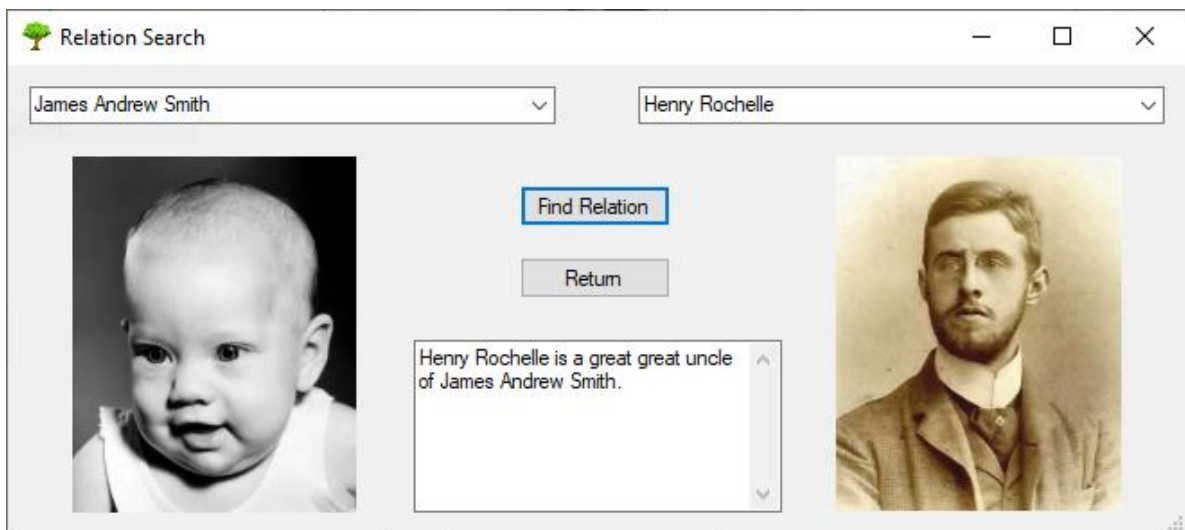 Relation Search
James Andrew Smith
Henry Rochelle
Find Relation
Return
Henry Rochelle is a great great uncle
of James Andrew Smith.